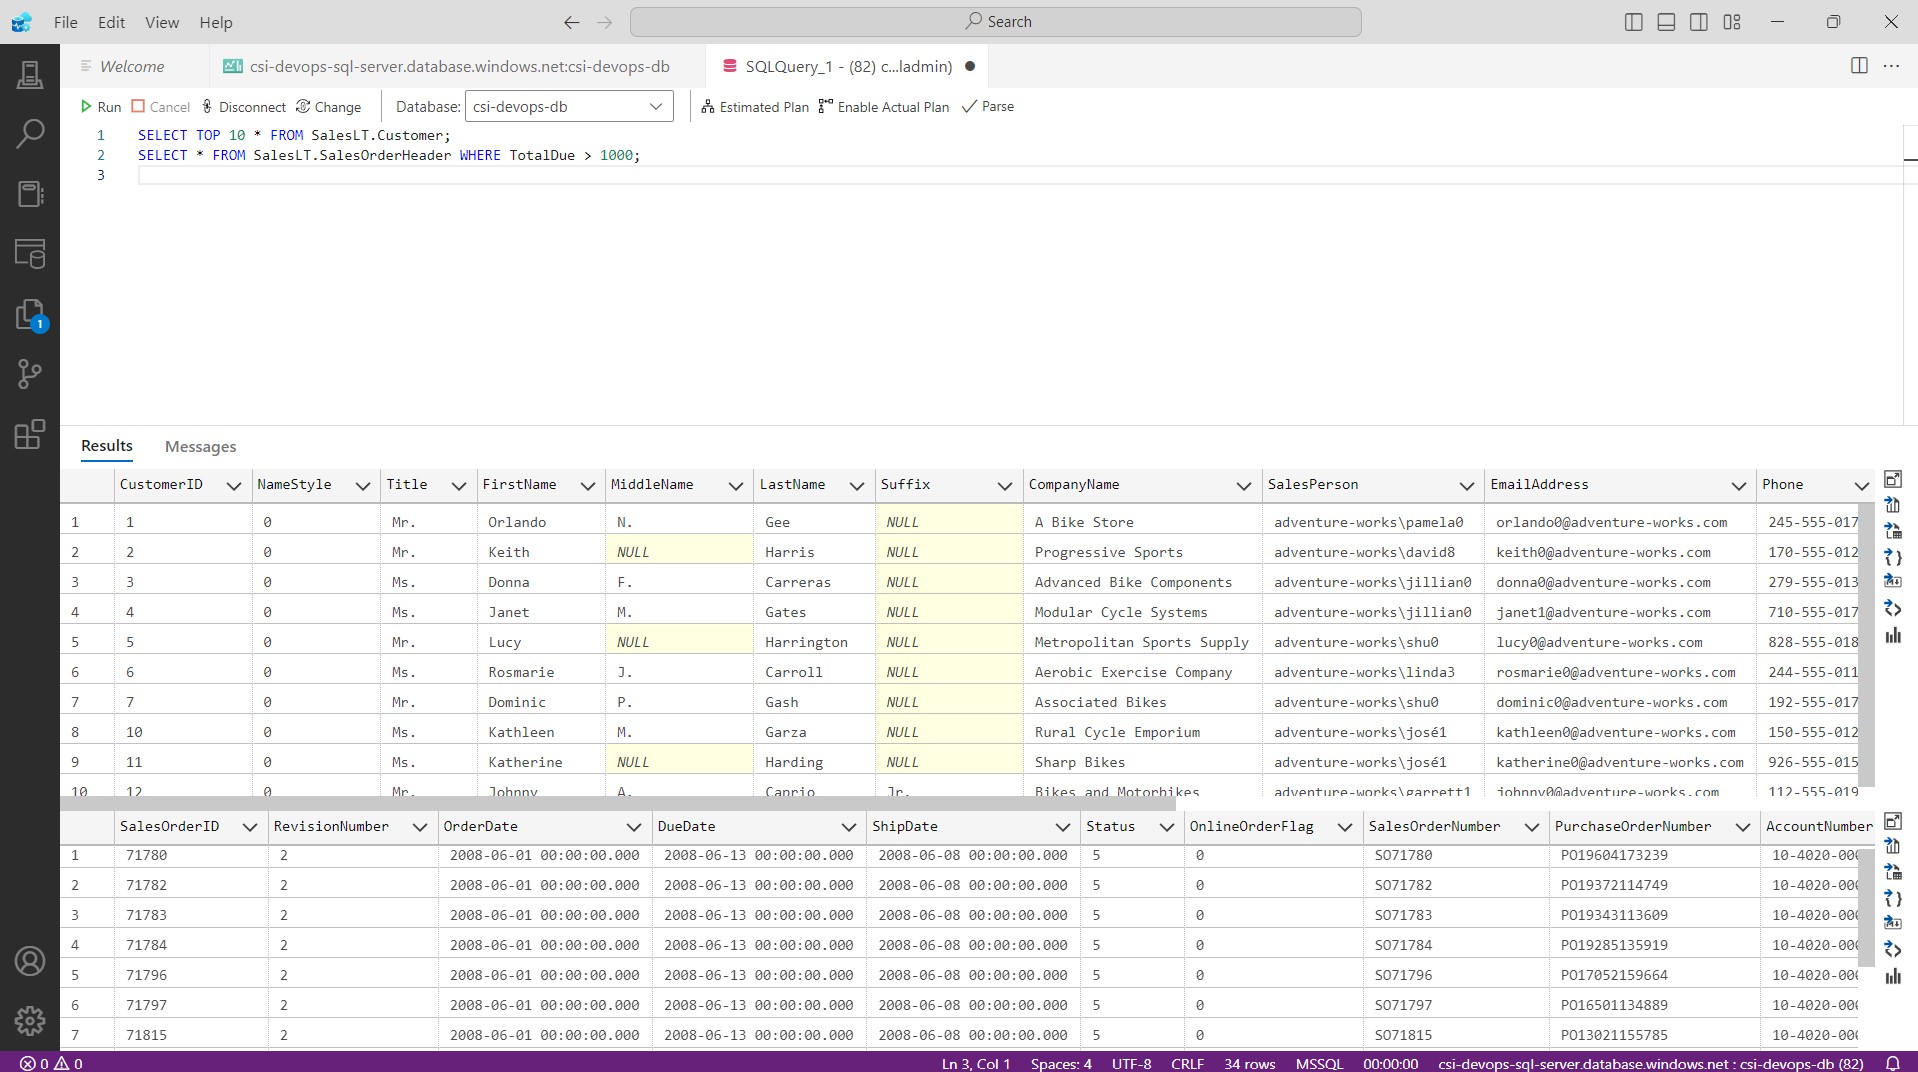 File Edit View Help Search
Welcome csi-devops-sql-server.database.windows.net:csi-devops-db SQLQuery_1 - (82) c...ladmin)
Run Cancel Disconnect Change Database: csi-devops-db Estimated Plan Enable Actual Plan Parse
1 SELECT TOP 10 * FROM SalesLT.Customer;
2 SELECT * FROM SalesLT.SalesOrderHeader WHERE TotalDue > 1000;
3
1
Results Messages
CustomerID NameStyle Title FirstName MiddleName LastName Suffix CompanyName SalesPerson EmailAddress Phone
1 1 0 Mr. Orlando N. Gee NULL A Bike Store adventure-works\pamela0 orlando0@adventure-works.com 245-555-017
2 2 0 Mr. Keith NULL Harris NULL Progressive Sports adventure-works\david8 keith0@adventure-works.com 170-555-012
3 3 0 Ms. Donna F. Carreras NULL Advanced Bike Components adventure-works\jillian0 donna0@adventure-works.com 279-555-013
4 4 0 Ms. Janet M. Gates NULL Modular Cycle Systems adventure-works\jillian0 janet1@adventure-works.com 710-555-017
5 5 0 Mr. Lucy NULL Harrington NULL Metropolitan Sports Supply adventure-works\shu0 lucy0@adventure-works.com 828-555-018
6 6 0 Ms. Rosmarie J. Carroll NULL Aerobic Exercise Company adventure-works\linda3 rosmarie0@adventure-works.com 244-555-011
7 7 0 Mr. Dominic P. Gash NULL Associated Bikes adventure-works\shu0 dominic0@adventure-works.com 192-555-017
8 10 0 Ms. Kathleen M. Garza NULL Rural Cycle Emporium adventure-works\josé1 kathleen0@adventure-works.com 150-555-012
9 11 0 Ms. Katherine NULL Harding NULL Sharp Bikes adventure-works\josé1 katherine0@adventure-works.com 926-555-015
10 12 0 Mr. Johnny A. Caprio Jr. Bikes and Motorbikes adventure-works\garrett1 johnny0@adventure-works.com 112-555-019
SalesOrderID RevisionNumber OrderDate DueDate ShipDate Status OnlineOrderFlag SalesOrderNumber PurchaseOrderNumber AccountNumber
1 71780 2 2008-06-01 00:00:00.000 2008-06-13 00:00:00.000 2008-06-08 00:00:00.000 5 0 SO71780 PO19604173239 10-4020-000
2 71782 2 2008-06-01 00:00:00.000 2008-06-13 00:00:00.000 2008-06-08 00:00:00.000 5 0 SO71782 PO19372114749 10-4020-000
3 71783 2 2008-06-01 00:00:00.000 2008-06-13 00:00:00.000 2008-06-08 00:00:00.000 5 0 SO71783 PO19343113609 10-4020-000
4 71784 2 2008-06-01 00:00:00.000 2008-06-13 00:00:00.000 2008-06-08 00:00:00.000 5 0 SO71784 PO19285135919 10-4020-000
5 71796 2 2008-06-01 00:00:00.000 2008-06-13 00:00:00.000 2008-06-08 00:00:00.000 5 0 SO71796 PO17052159664 10-4020-000
6 71797 2 2008-06-01 00:00:00.000 2008-06-13 00:00:00.000 2008-06-08 00:00:00.000 5 0 SO71797 PO16501134889 10-4020-000
7 71815 2 2008-06-01 00:00:00.000 2008-06-13 00:00:00.000 2008-06-08 00:00:00.000 5 0 SO71815 PO13021155785 10-4020-000
0 0 Ln 3, Col 1 Spaces: 4 UTF-8 CRLF 34 rows MSSQL 00:00:00 csi-devops-sql-server.database.windows.net : csi-devops-db (82)